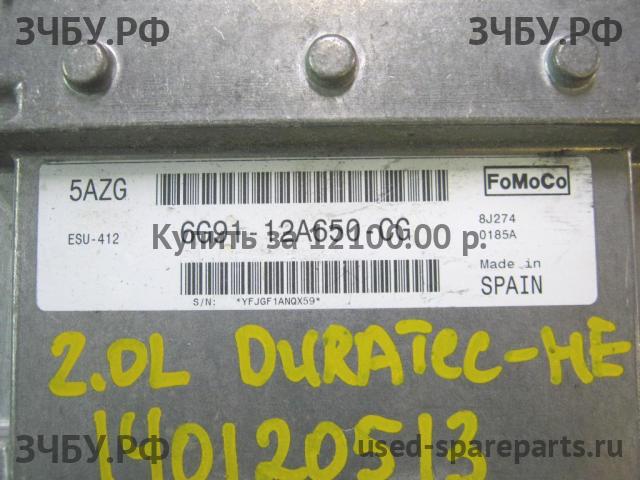 ЗЧБУ.РФ
ЗЧБУ.РФ
5AZG
FoMoCo
ESU-412
6G91-12A650-CG
8J274
0185A
Купить за 12100.00 р.
Made in
SPAIN
S/N: *YFJGF1ANQX59*
2.0L DURATEC-HE
140120513
ЗЧБУ.РФ
used-spareparts.ru